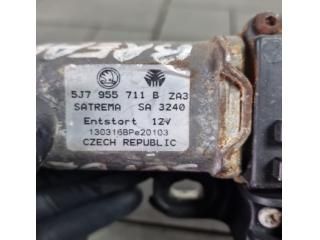 5J7 955 711 B ZA3
SATREMA SA 3240
Entstort 12V
130316BPe20103
CZECH REPUBLIC